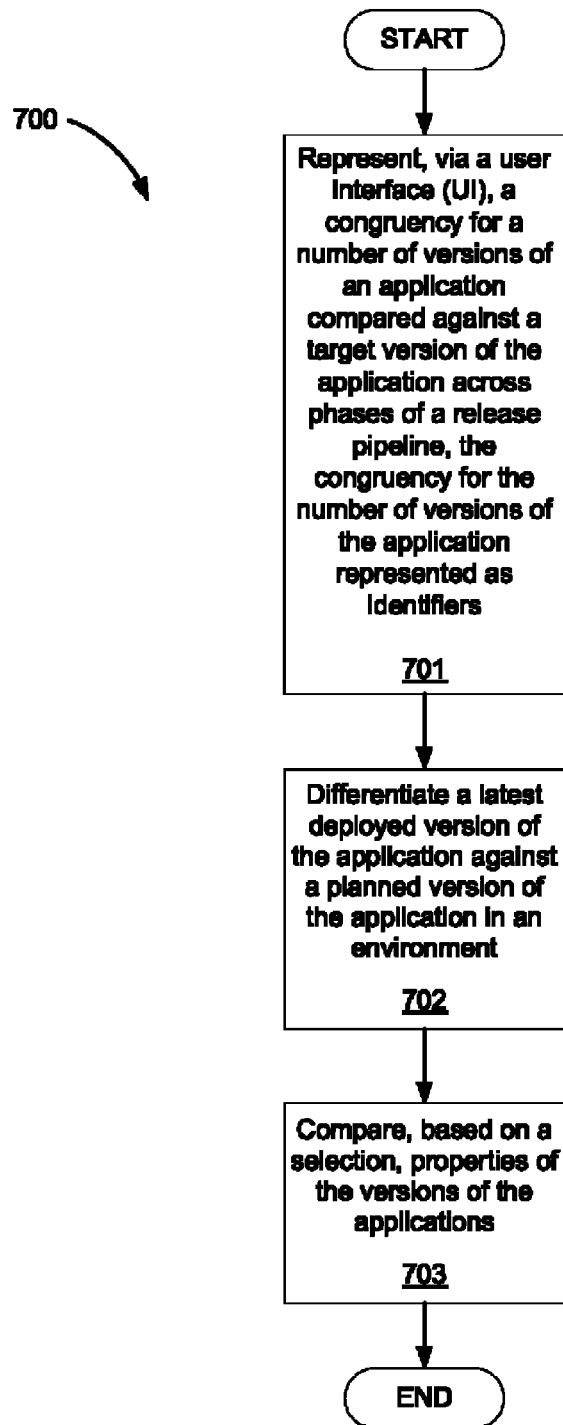 START
700
Represent, via a user
interface (UI), a
congruency for a
number of versions of
an application
compared against a
target version of the
application across
phases of a release
pipeline, the
congruency for the
number of versions of
the application
represented as
identifiers
701
Differentiate a latest
deployed version of
the application against
a planned version of
the application in an
environment
702
Compare, based on a
selection, properties of
the versions of the
applications
703
END